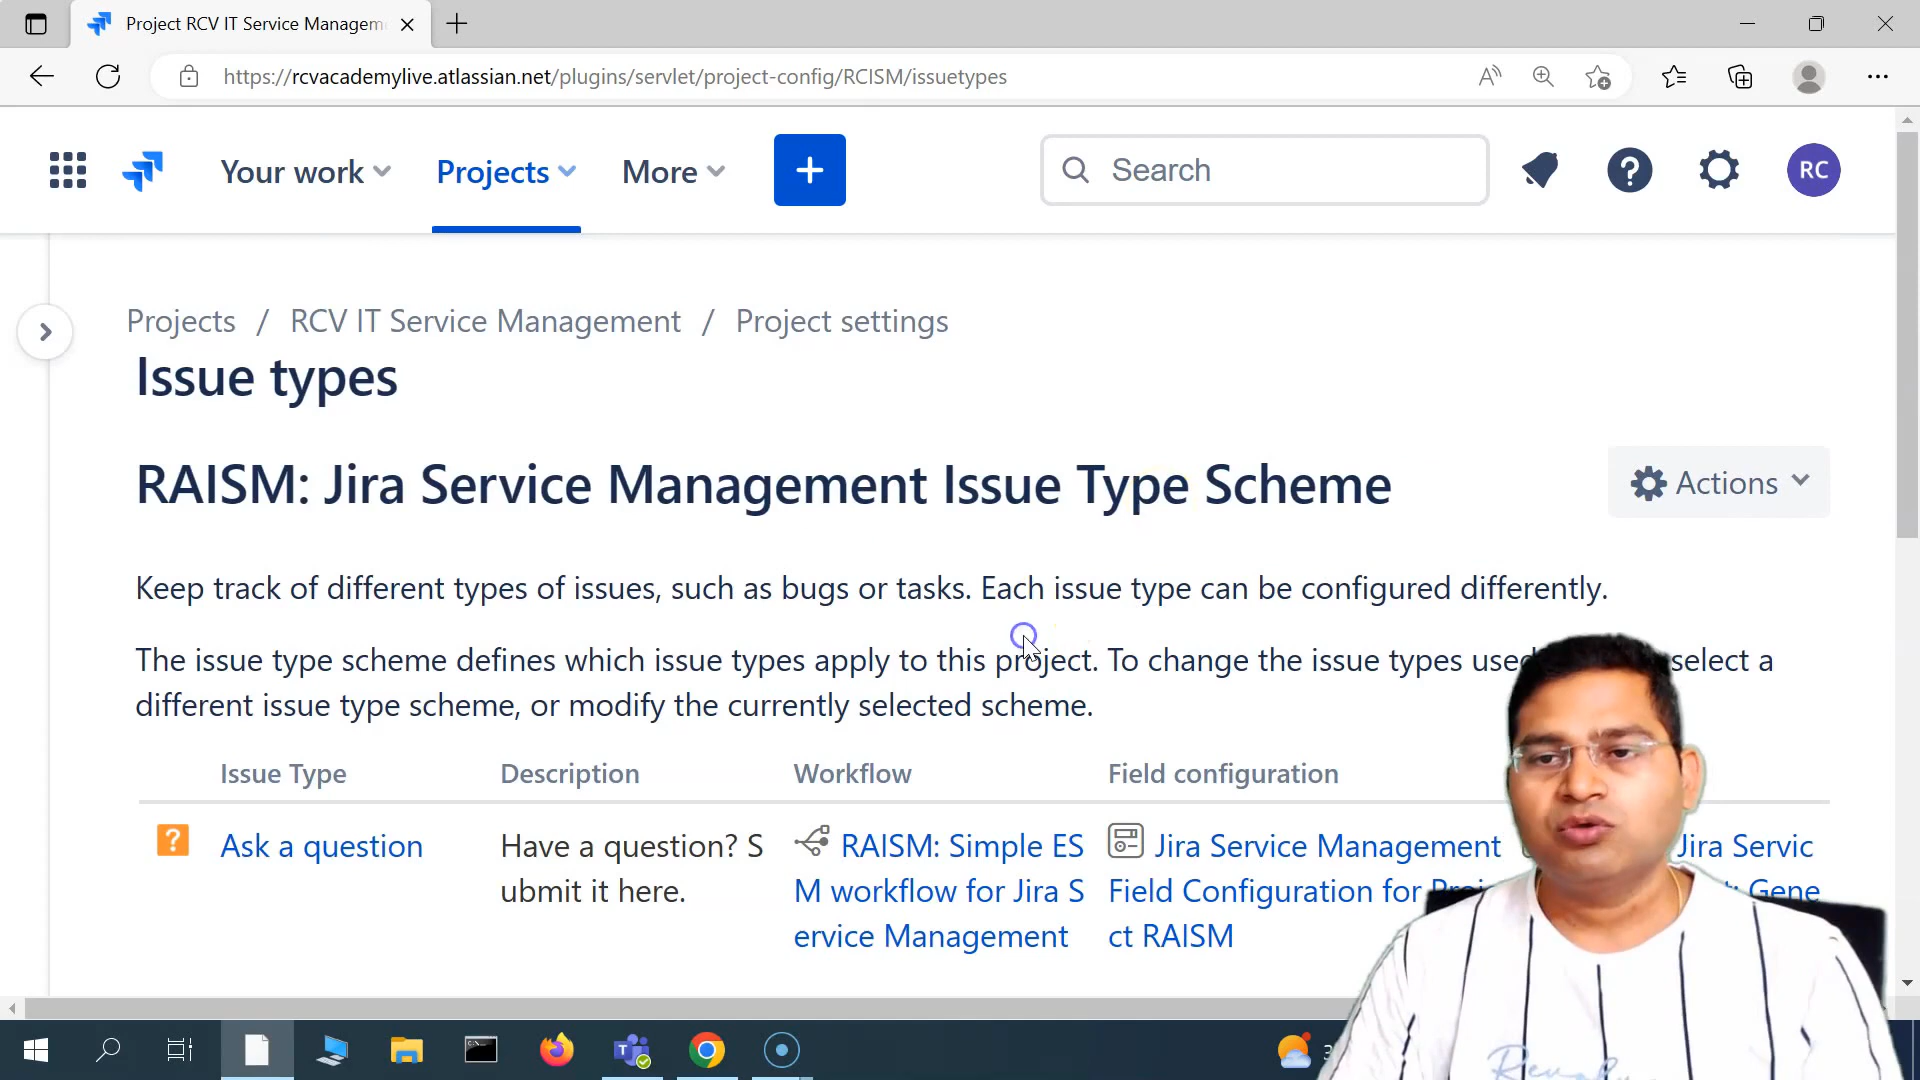 Project RCV IT Service Managem
https://rcvacademylive.atlassian.net/plugins/servlet/project-config/RCISM/issuetypes
Your work
Projects
More
Search
RC
Projects / RCV IT Service Management / Project settings
Issue types
RAISM: Jira Service Management Issue Type Scheme
Actions
Keep track of different types of issues, such as bugs or tasks. Each issue type can be configured differently.
The issue type scheme defines which issue types apply to this project. To change the issue types used select a
different issue type scheme, or modify the currently selected scheme.
Issue Type Description Workflow Field configuration
Ask a question
Have a question? S
ubmit it here.
RAISM: Simple ES
M workflow for Jira S
ervice Management
Jira Service Management
Field Configuration for Proje
ct RAISM
Jira Servic
t: Gene